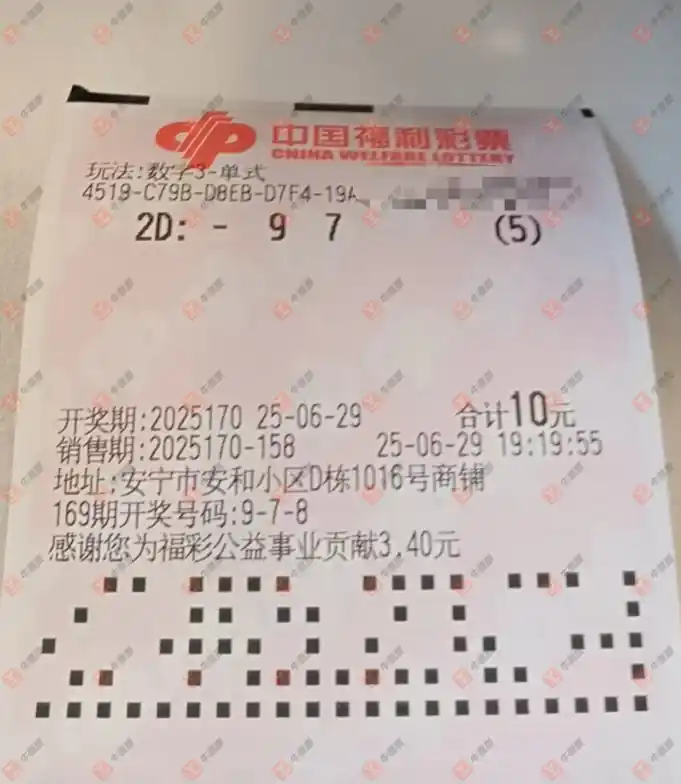 中国福利彩票
CHINA WELFARE LOTTERY
玩法:数字3-单式
4519-C79B-D8EB-D7F4-19A
2D: - 9 7 (5)
开奖期:2025170 25-06-29 合计10元
销售期:2025170-158 25-06-29 19:19:55
地址:安宁市安和小区D栋1016号商铺
169期开奖号码:9-7-8
感谢您为福彩公益事业贡献3.40元